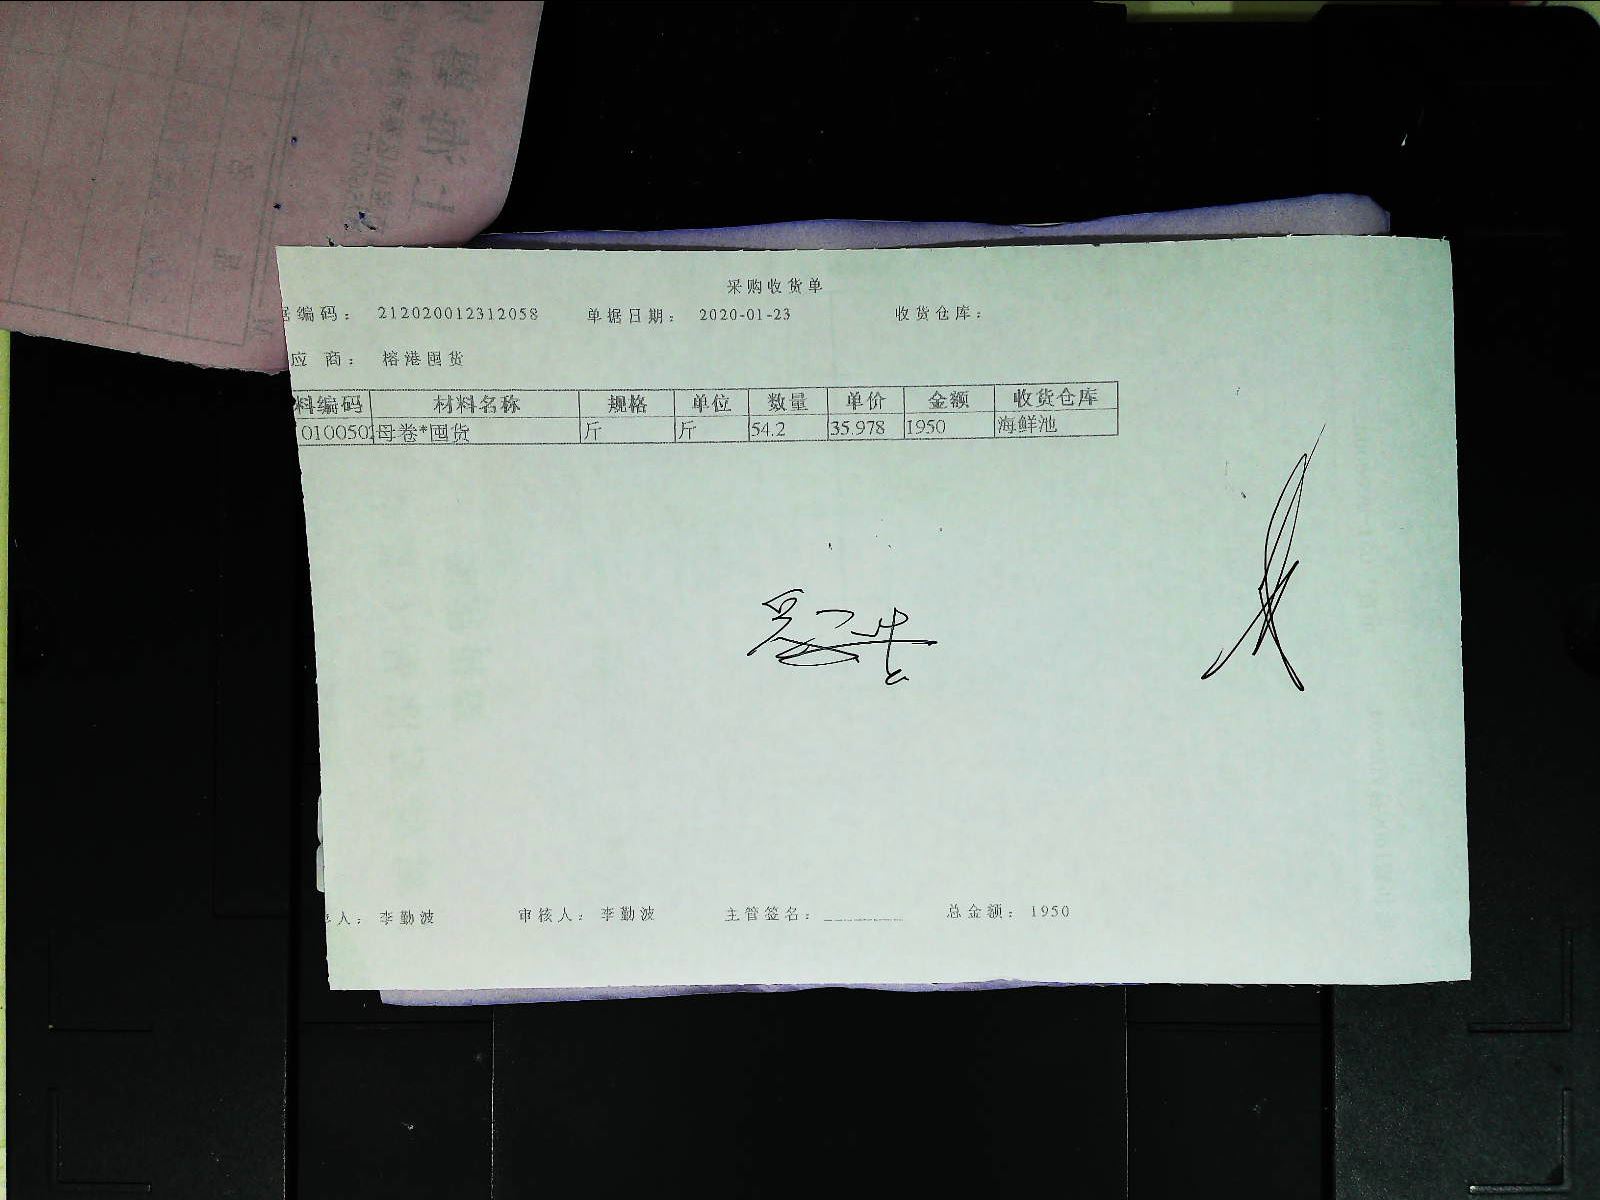 采购收货单
据编码： 212020012312058 单据日期： 2020-01-23 收货仓库：
应 商： 榕港囤货
料编码 材料名称 规格 单位 数量 单价 金额 收货仓库
010050 母卷*囤货 斤 斤 54.2 35.978 1950 海鲜池
人： 李勤波 审核人： 李勤波 主管签名： 总金额： 1950